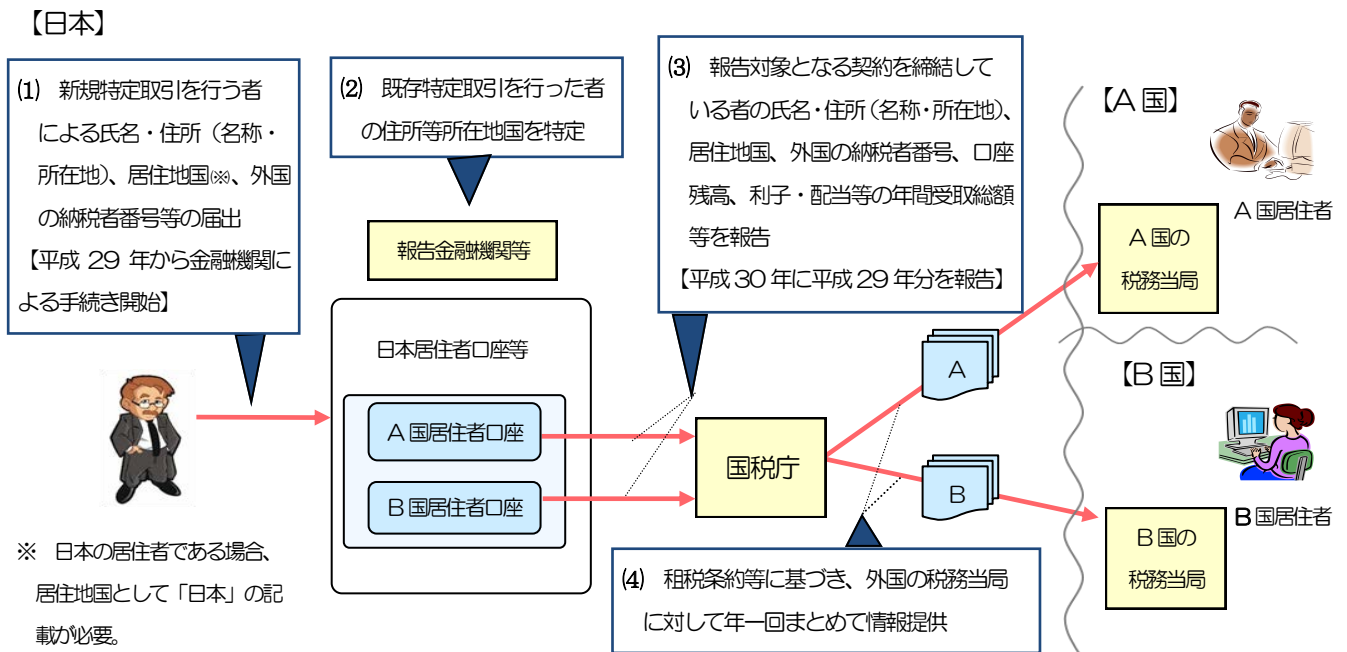 【日本】
⑴　新規特定取引を行う者
による氏名・住所（名称・
所在地）、居住地国(※)、外国
の納税者番号等の届出
【平成 29 年から金融機関に
よる手続き開始】
⑵　既存特定取引を行った者
の住所等所在地国を特定
報告金融機関等
日本居住者口座等
A 国居住者口座
B 国居住者口座
※　日本の居住者である場合、
居住地国として「日本」の記
載が必要。
⑶　報告対象となる契約を締結して
いる者の氏名・住所（名称・所在地）、
居住地国、外国の納税者番号、口座
残高、利子・配当等の年間受取総額
等を報告
【平成 30 年に平成 29 年分を報告】
国税庁
A
B
⑷　租税条約等に基づき、外国の税務当局
に対して年一回まとめて情報提供
【A 国】
A 国居住者
A 国の
税務当局
【B 国】
B 国居住者
B 国の
税務当局